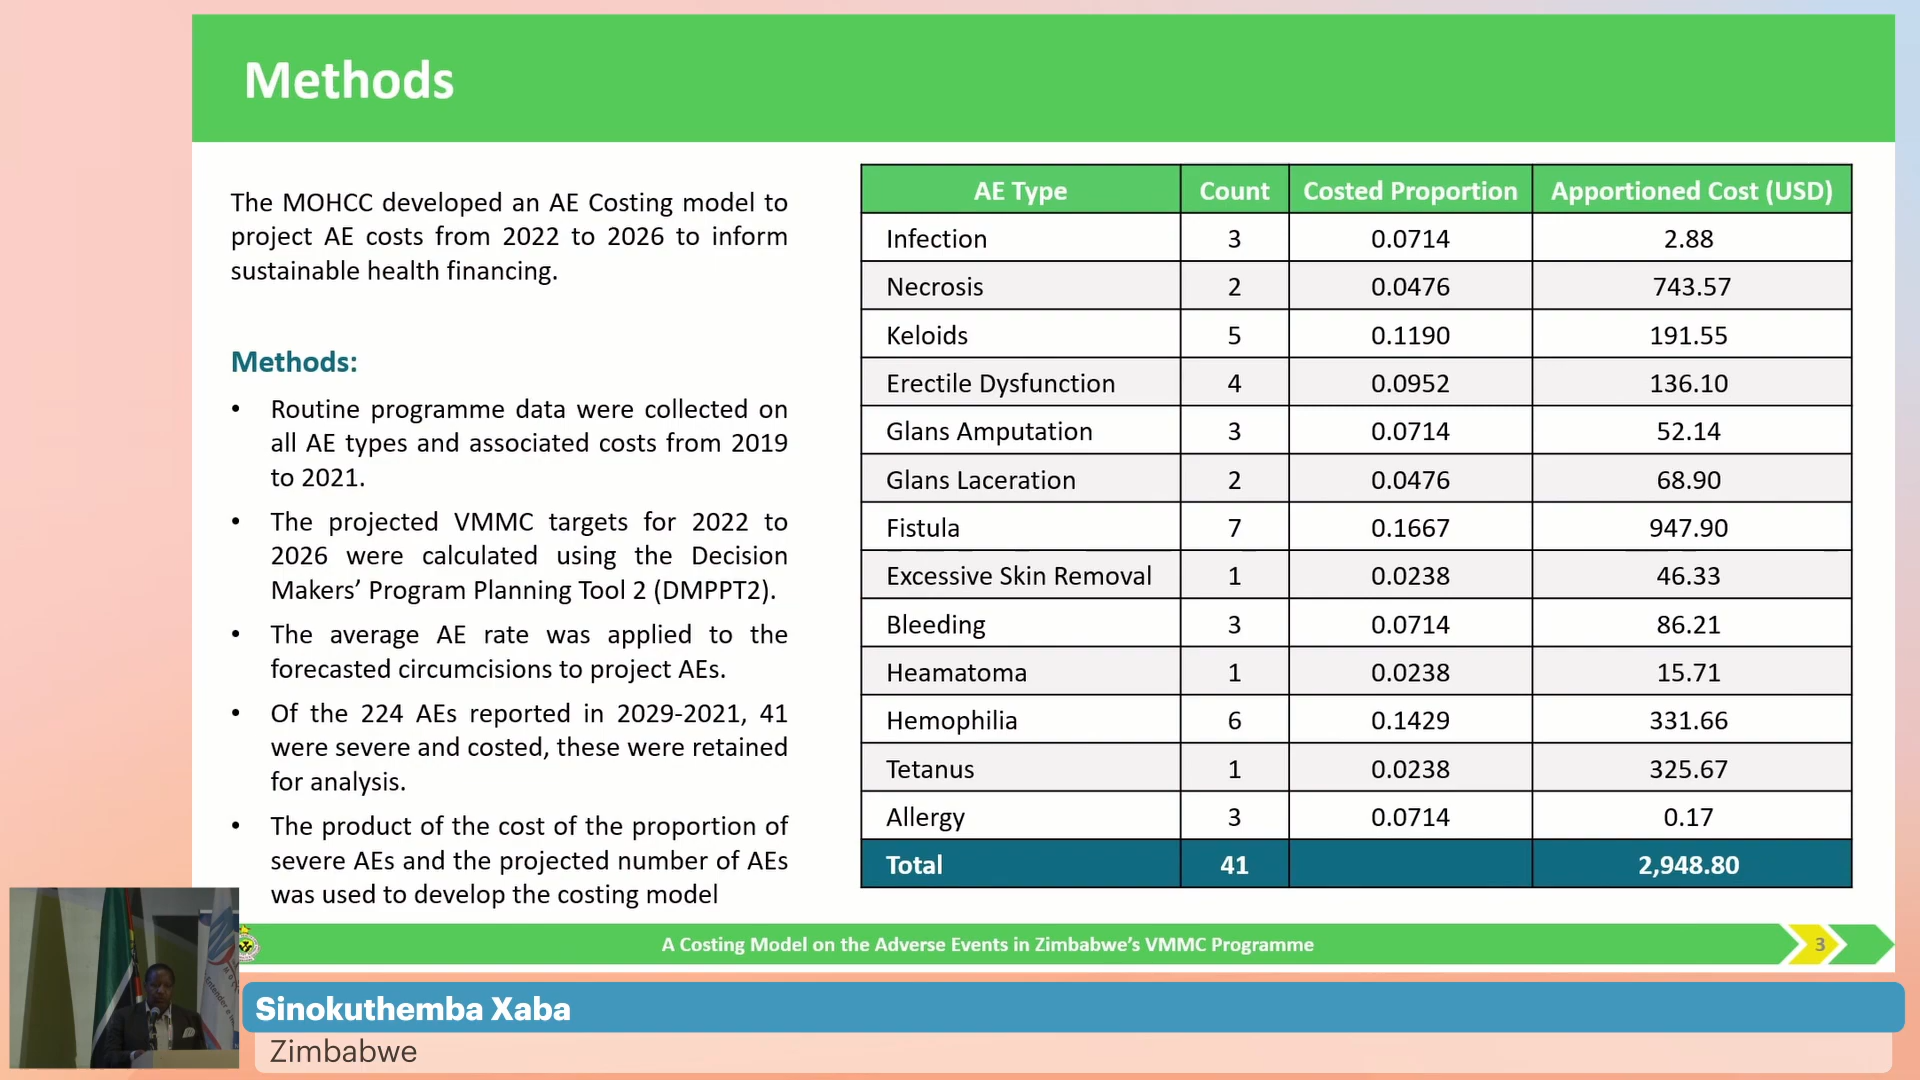 Methods
The MOHCC developed an AE Costing model to
project AE costs from 2022 to 2026 to inform
sustainable health financing.
Methods:
• Routine programme data were collected on
all AE types and associated costs from 2019
to 2021.
• The projected VMMC targets for 2022 to
2026 were calculated using the Decision
Makers’ Program Planning Tool 2 (DMPPT2).
• The average AE rate was applied to the
forecasted circumcisions to project AEs.
• Of the 224 AEs reported in 2029-2021, 41
were severe and costed, these were retained
for analysis.
• The product of the cost of the proportion of
severe AEs and the projected number of AEs
was used to develop the costing model
AE Type Count Costed Proportion Apportioned Cost (USD)
Infection 3 0.0714 2.88
Necrosis 2 0.0476 743.57
Keloids 5 0.1190 191.55
Erectile Dysfunction 4 0.0952 136.10
Glans Amputation 3 0.0714 52.14
Glans Laceration 2 0.0476 68.90
Fistula 7 0.1667 947.90
Excessive Skin Removal 1 0.0238 46.33
Bleeding 3 0.0714 86.21
Heamatoma 1 0.0238 15.71
Hemophilia 6 0.1429 331.66
Tetanus 1 0.0238 325.67
Allergy 3 0.0714 0.17
Total 41 2,948.80
A Costing Model on the Adverse Events in Zimbabwe’s VMMC Programme
3
Sinokuthemba Xaba
Zimbabwe